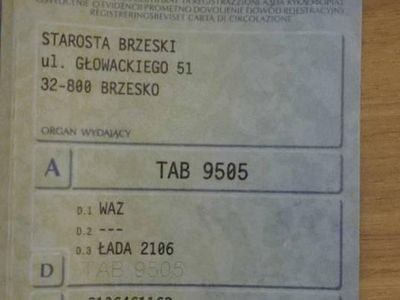 STAROSTA BRZESKI
ul. GŁOWACKIEGO 51
32-800 BRZESKO
ORGAN WYDAJĄCY
A TAB 9505
D.1 WAZ
D.2 ---
D.3 ŁADA 2106
D TAB 9505